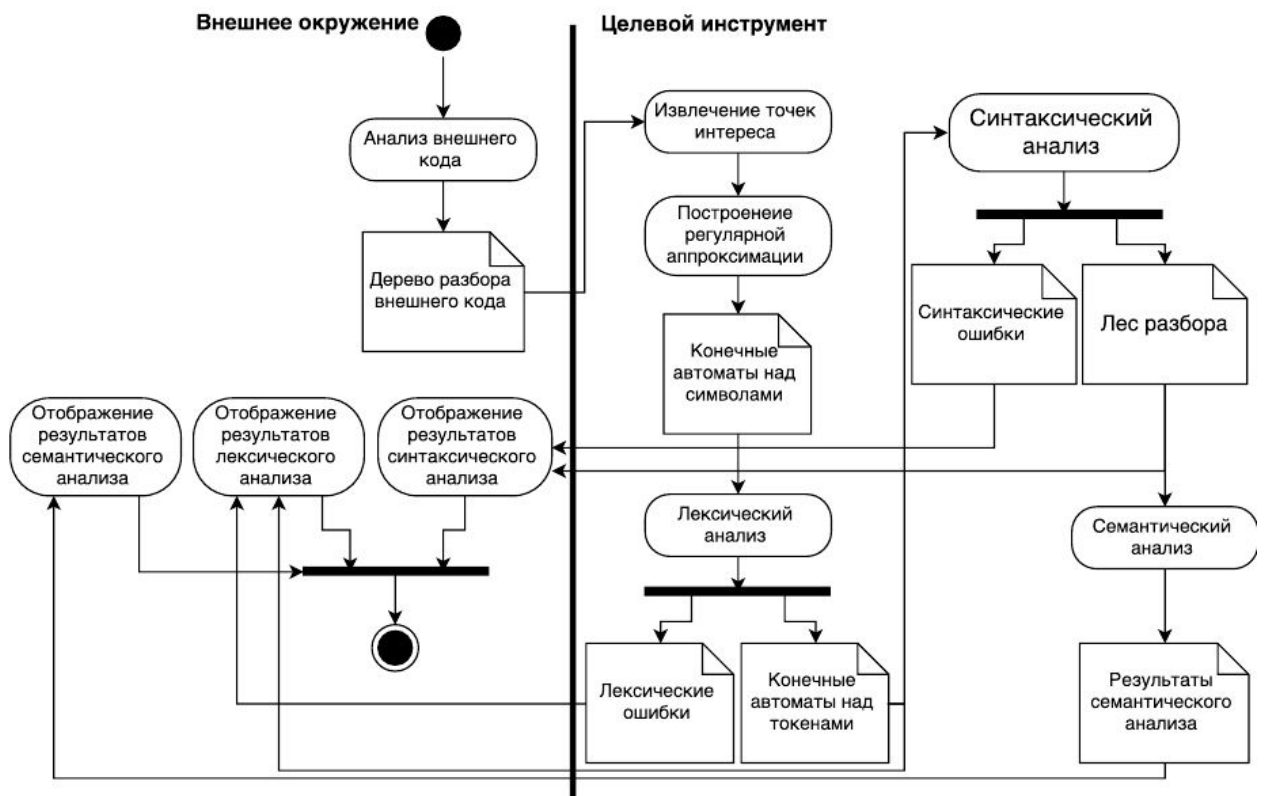 Внешнее окружение
Целевой инструмент
Анализ внешнего
кода
Дерево разбора
внешнего кода
Извлечение точек
интереса
Построенеие
регулярной
аппроксимации
Конечные
автоматы над
символами
Синтаксический
анализ
Синтаксические
ошибки
Лес разбора
Отображение
результатов
семантического
анализа
Отображение
результатов
лексического
анализа
Отображение
результатов
синтаксического
анализа
Лексический
анализ
Семантический
анализ
Лексические
ошибки
Конечные
автоматы над
токенами
Результаты
семантического
анализа